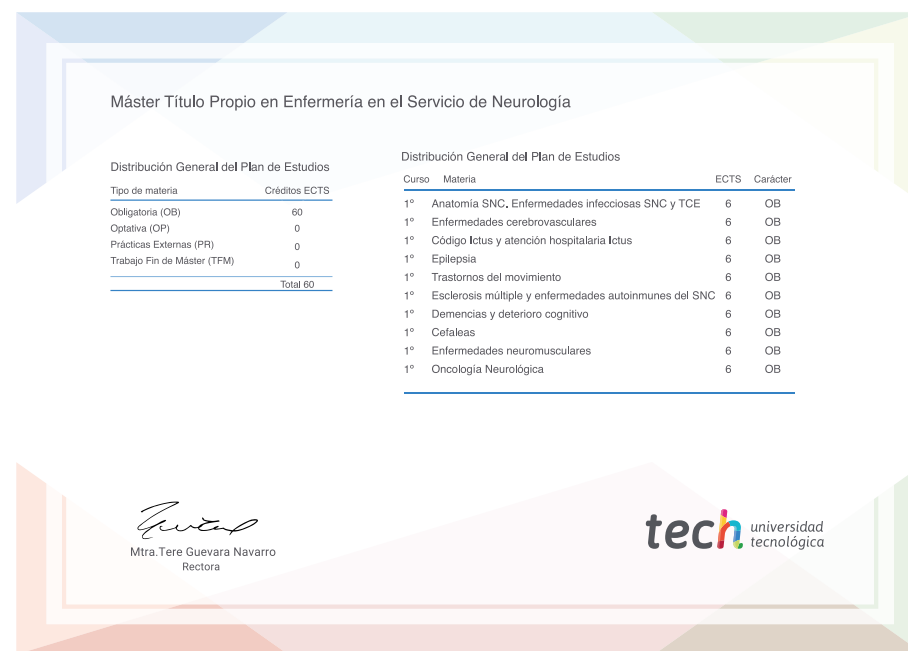 Máster Título Propio en Enfermería en el Servicio de Neurología
Distribución General del Plan de Estudios
Tipo de materia Créditos ECTS
Obligatoria (OB) 60
Optativa (OP) 0
Prácticas Externas (PR) 0
Trabajo Fin de Máster (TFM) 0
Total 60
Distribución General del Plan de Estudios
Curso Materia ECTS Carácter
1º Anatomía SNC. Enfermedades infecciosas SNC y TCE 6 OB
1º Enfermedades cerebrovasculares 6 OB
1º Código Ictus y atención hospitalaria Ictus 6 OB
1º Epilepsia 6 OB
1º Trastornos del movimiento 6 OB
1º Esclerosis múltiple y enfermedades autoinmunes del SNC 6 OB
1º Demencias y deterioro cognitivo 6 OB
1º Cefaleas 6 OB
1º Enfermedades neuromusculares 6 OB
1º Oncología Neurológica 6 OB
Mtra.Tere Guevara Navarro
Rectora
tech universidad
tecnológica